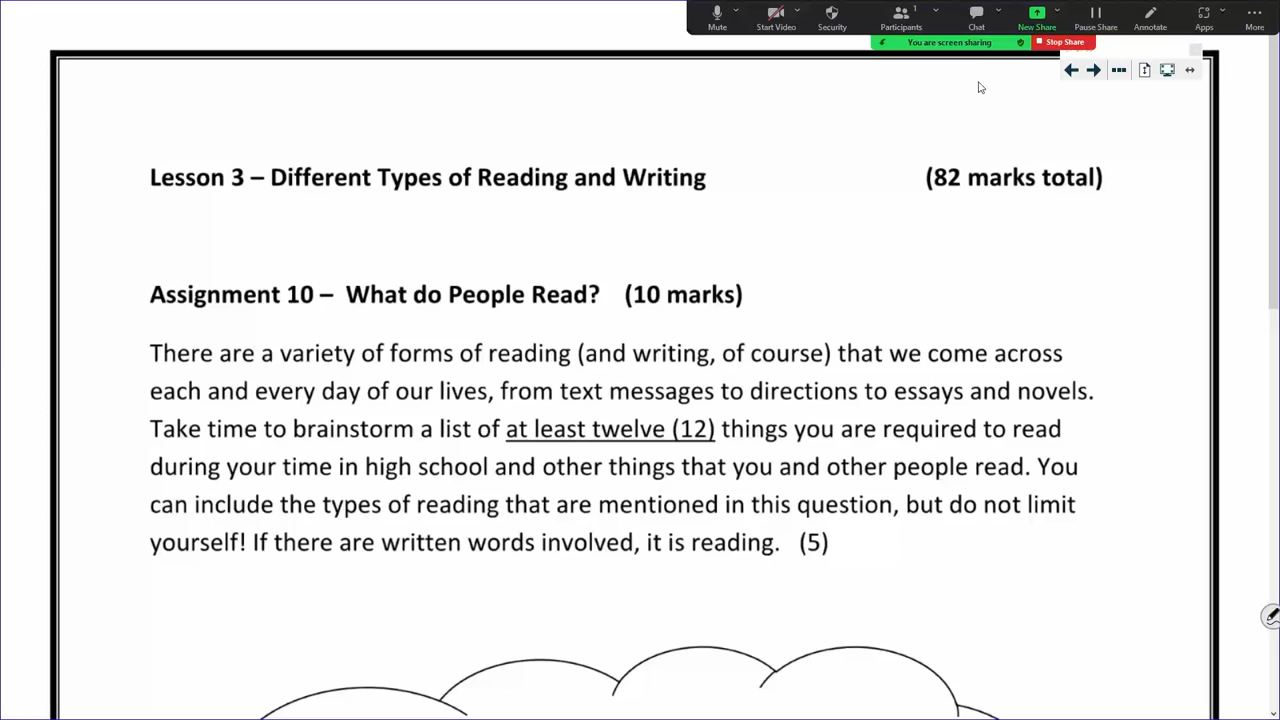 Mute
Start Video
Security
Participants
1
Chat
New Share
Pause Share
Annotate
Apps
More
You are screen sharing
Stop Share
Lesson 3 – Different Types of Reading and Writing (82 marks total)
Assignment 10 – What do People Read? (10 marks)
There are a variety of forms of reading (and writing, of course) that we come across
each and every day of our lives, from text messages to directions to essays and novels.
Take time to brainstorm a list of at least twelve (12) things you are required to read
during your time in high school and other things that you and other people read. You
can include the types of reading that are mentioned in this question, but do not limit
yourself! If there are written words involved, it is reading. (5)